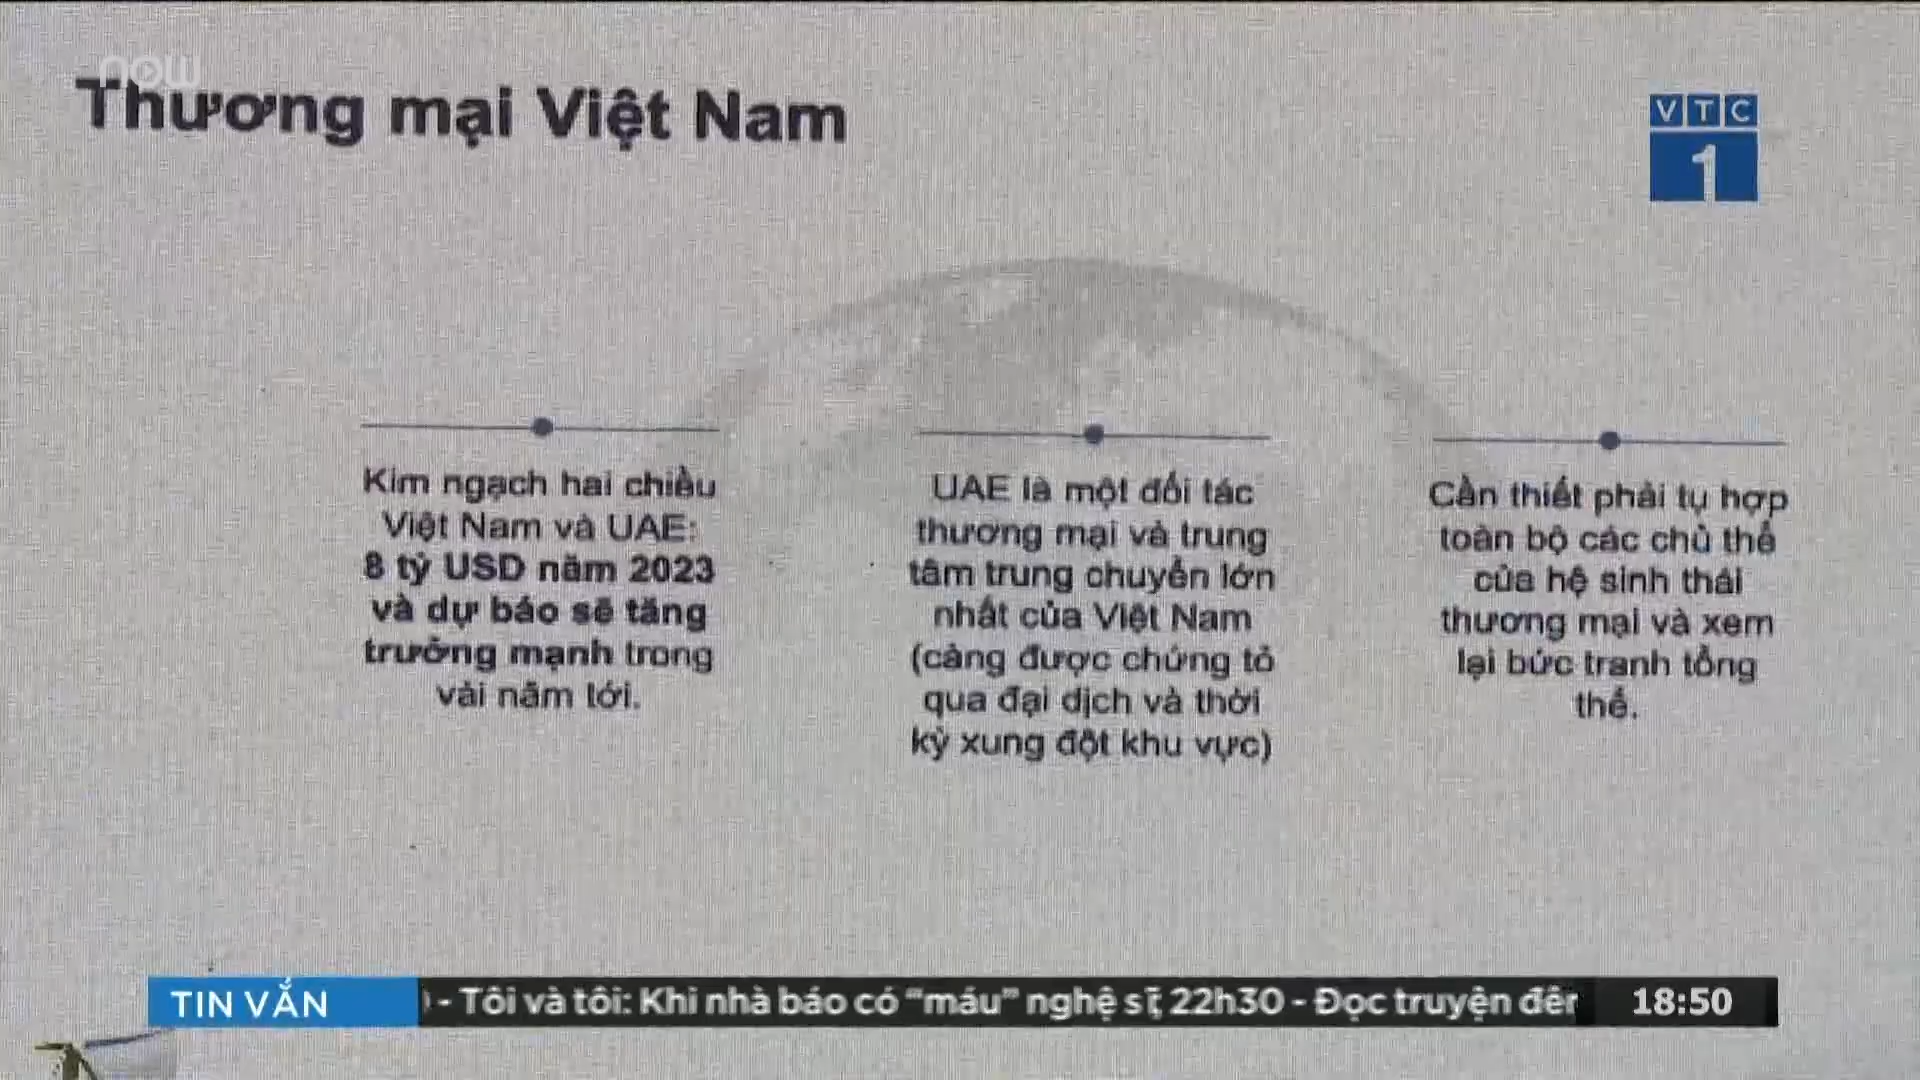 now
Thương mại Việt Nam
VTC
1
Kim ngạch hai chiều
Việt Nam và UAE:
8 tỷ USD năm 2023
và dự báo sẽ tăng
trưởng mạnh trong
vài năm tới.
UAE là một đối tác
thương mại và trung
tâm trung chuyển lớn
nhất của Việt Nam
(càng được chứng tỏ
qua đại dịch và thời
kỳ xung đột khu vực)
Cần thiết phải tụ hợp
toàn bộ các chủ thể
của hệ sinh thái
thương mại và xem
lại bức tranh tổng
thể.
TIN VẮN
- Tôi và tôi: Khi nhà báo có "máu" nghệ sĩ; 22h30 - Đọc truyện
18:50